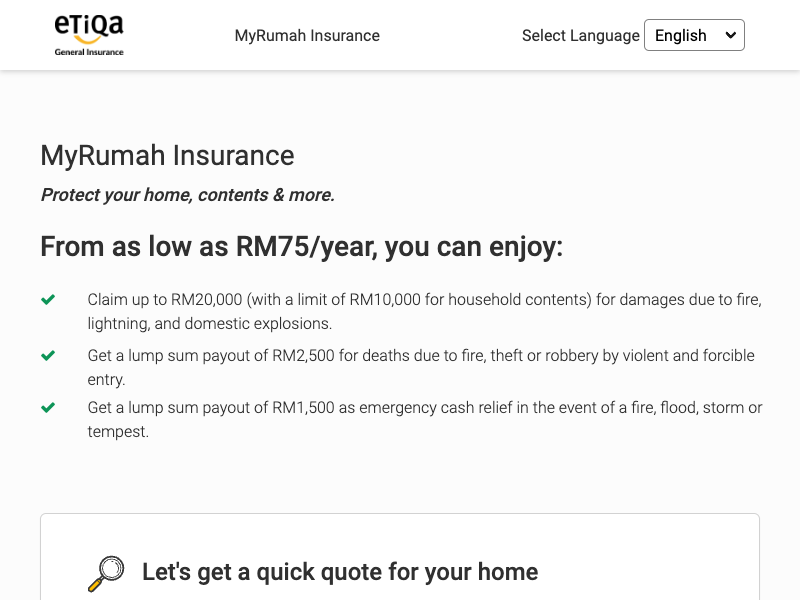 eTiQa
General Insurance
MyRumah Insurance
Select Language
English
MyRumah Insurance
Protect your home, contents & more.
From as low as RM75/year, you can enjoy:
Claim up to RM20,000 (with a limit of RM10,000 for household contents) for damages due to fire,
lightning, and domestic explosions.
Get a lump sum payout of RM2,500 for deaths due to fire, theft or robbery by violent and forcible
entry.
Get a lump sum payout of RM1,500 as emergency cash relief in the event of a fire, flood, storm or
tempest.
Let's get a quick quote for your home